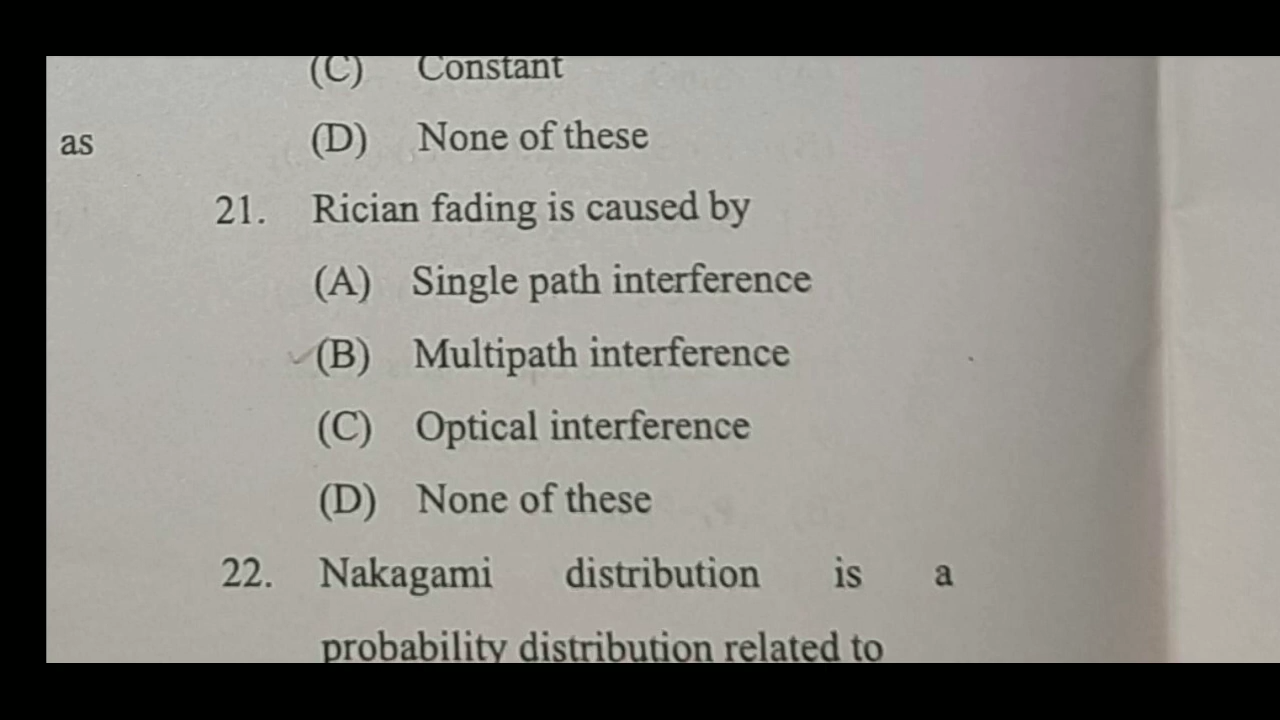 (C) Constant
as (D) None of these
21. Rician fading is caused by
(A) Single path interference
(B) Multipath interference
(C) Optical interference
(D) None of these
22. Nakagami distribution is a
probability distribution related to